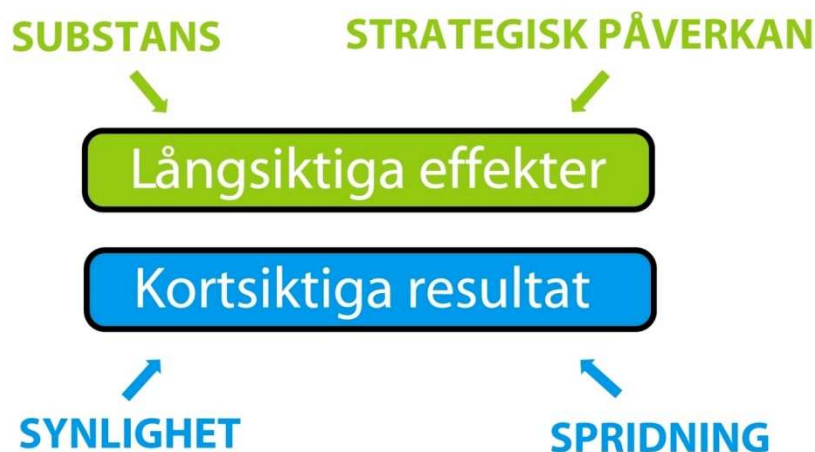 SUBSTANS
STRATEGISK PÅVERKAN
Långsiktiga effekter
Kortsiktiga resultat
SYNLIGHET
SPRIDNING